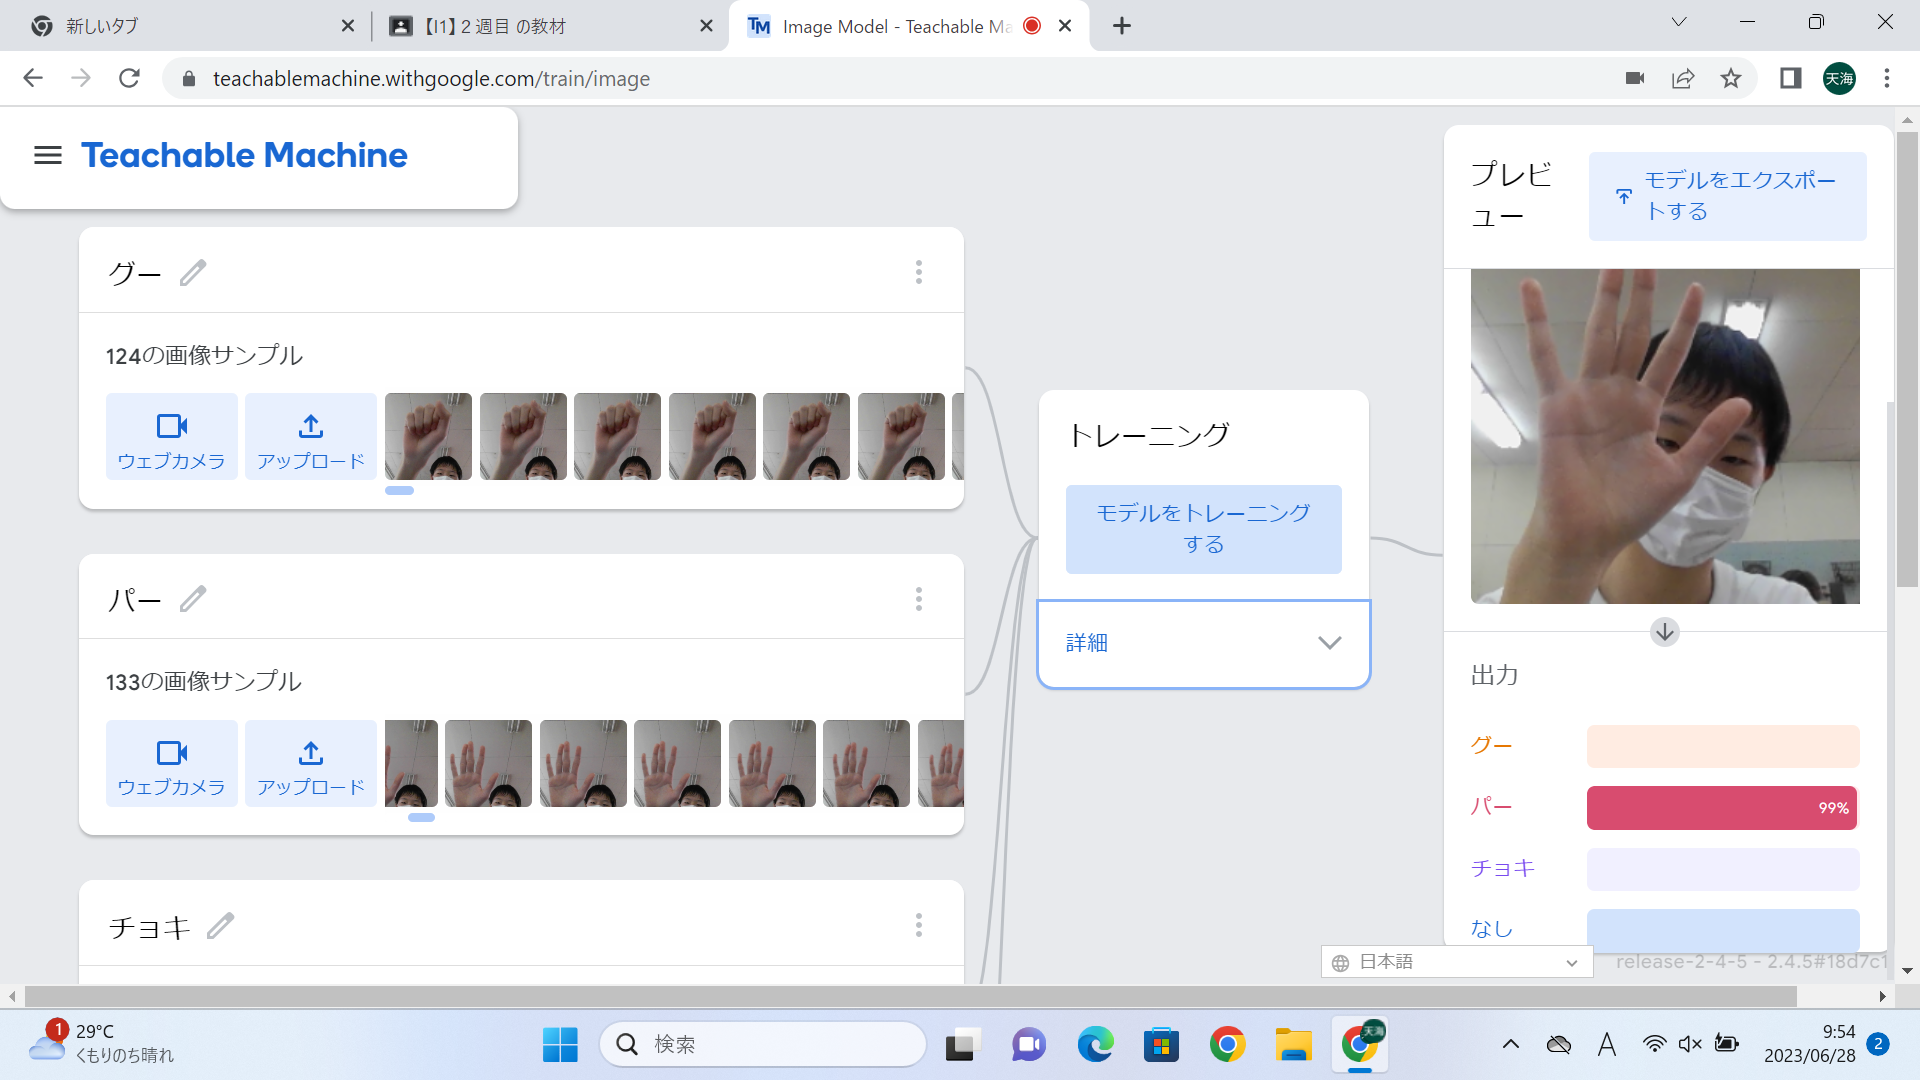 新しいタブ
【I1】２週目 の教材
Image Model - Teachable Ma
teachablemachine.withgoogle.com/train/image
天海
Teachable Machine
グー
124の画像サンプル
ウェブカメラ
アップロード
パー
133の画像サンプル
ウェブカメラ
アップロード
チョキ
トレーニング
モデルをトレーニング
する
詳細
プレビ
ュー
モデルをエクスポー
トする
出力
グー
パー
99%
チョキ
なし
日本語
release-2-4-5 - 2.4.5#18d7c1
1
29°C
くもりのち晴れ
検索
天海
A
9:54
2023/06/28
2